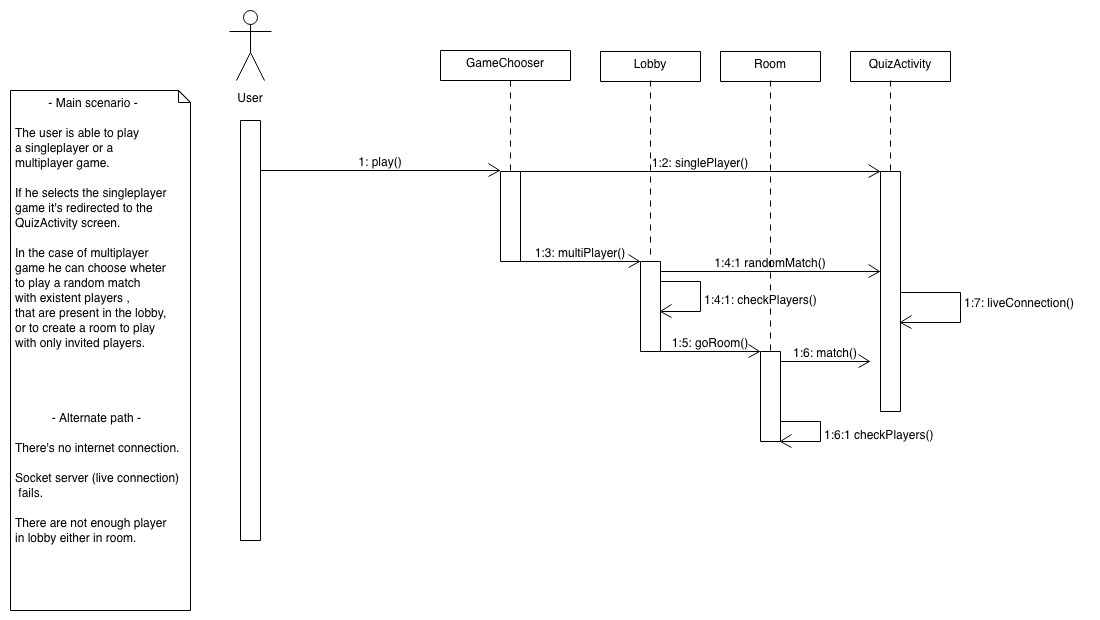 User
GameChooser
Lobby
Room
QuizActivity
- Main scenario -
The user is able to play
a singleplayer or a
multiplayer game.
If he selects the singleplayer
game it's redirected to the
QuizActivity screen.
In the case of multiplayer
game he can choose wheter
to play a random match
with existent players ,
that are present in the lobby,
or to create a room to play
with only invited players.
- Alternate path -
There's no internet connection.
Socket server (live connection)
fails.
There are not enough player
in lobby either in room.
1: play()
1:2: singlePlayer()
1:3: multiPlayer()
1:4:1 randomMatch()
1:4:1: checkPlayers()
1:7: liveConnection()
1:5: goRoom()
1:6: match()
1:6:1 checkPlayers()